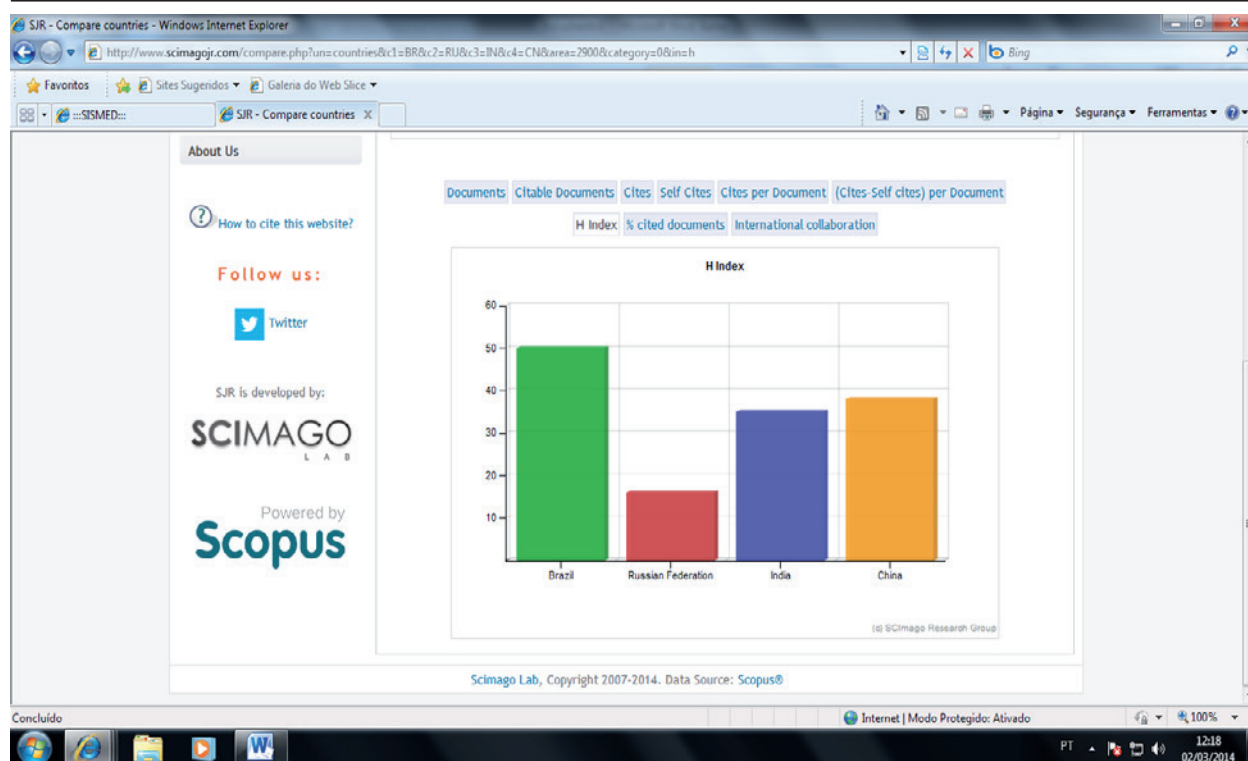 SJR - Compare countries - Windows Internet Explorer
http://www.scimagojr.com/compare.php?un=countries&c1=BR&c2=RU&c3=IN&c4=CN&area=2900&category=0&in=h
Bing
Favoritos Sites Sugeridos Galeria do Web Slice
:::SISMED::: SJR - Compare countries X Página Segurança Ferramentas
About Us
How to cite this website?
Follow us:
Twitter
SJR is developed by:
SCIMAGO
LAB
Powered by
Scopus
Documents Citable Documents Cites Self Cites Cites per Document (Cites-Self cites) per Document
H Index % cited documents International collaboration
H Index
60
50
40
30
20
10
Brazil Russian Federation India China
(c) SCImago Research Group
Scimago Lab, Copyright 2007-2014. Data Source: Scopus®
Concluído Internet | Modo Protegido: Ativado 100%
PT 12:18
02/03/2014